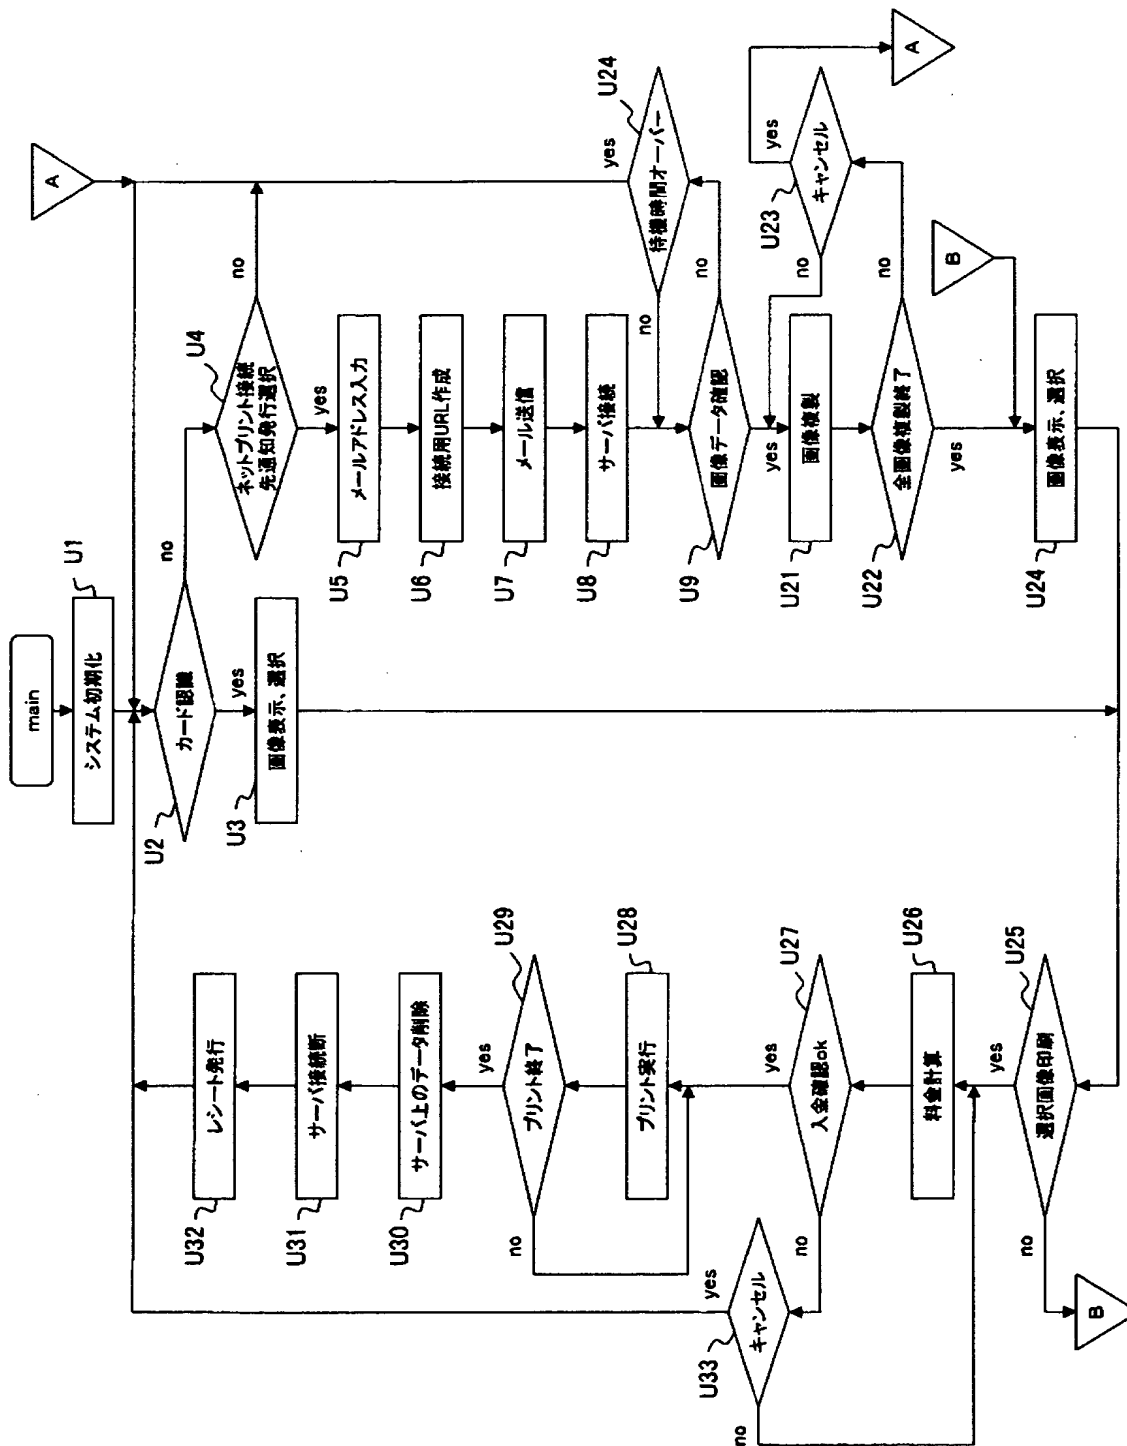 main
システム初期化
U1
カード認識
U2
no
yes
画像表示、選択
U3
A
ネットプリント接続
先通知発行選択
U4
no
yes
メールアドレス入力
U5
接続用URL作成
U6
メール送信
U7
サーバ接続
U8
画像データ確認
U9
no
yes
待機時間オーバー
U24
yes
no
画像複製
U21
全画像複製終了
U22
no
yes
キャンセル
U23
yes
no
A
B
画像表示、選択
U24
選択画像印刷
U25
yes
no
B
料金計算
U26
入金確認ok
U27
yes
no
キャンセル
U33
yes
no
プリント実行
U28
プリント終了
U29
yes
no
サーバ上のデータ削除
U30
サーバ接続断
U31
レシート発行
U32